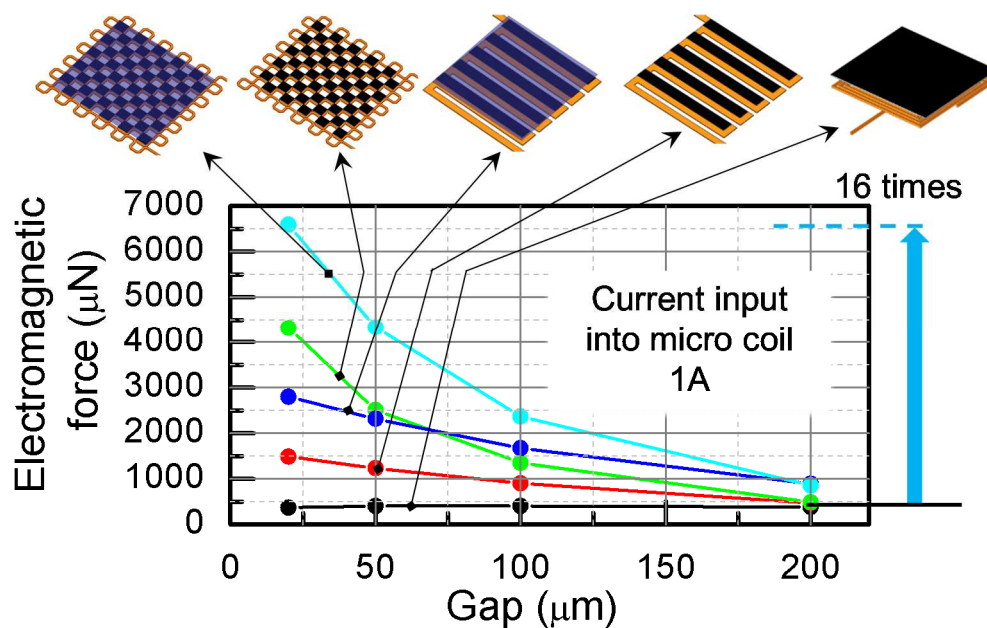 16 times
Electromagnetic
force (μN)
7000
6000
5000
4000
3000
2000
1000
0
Current input
into micro coil
1A
0
50
100
150
200
Gap (μm)